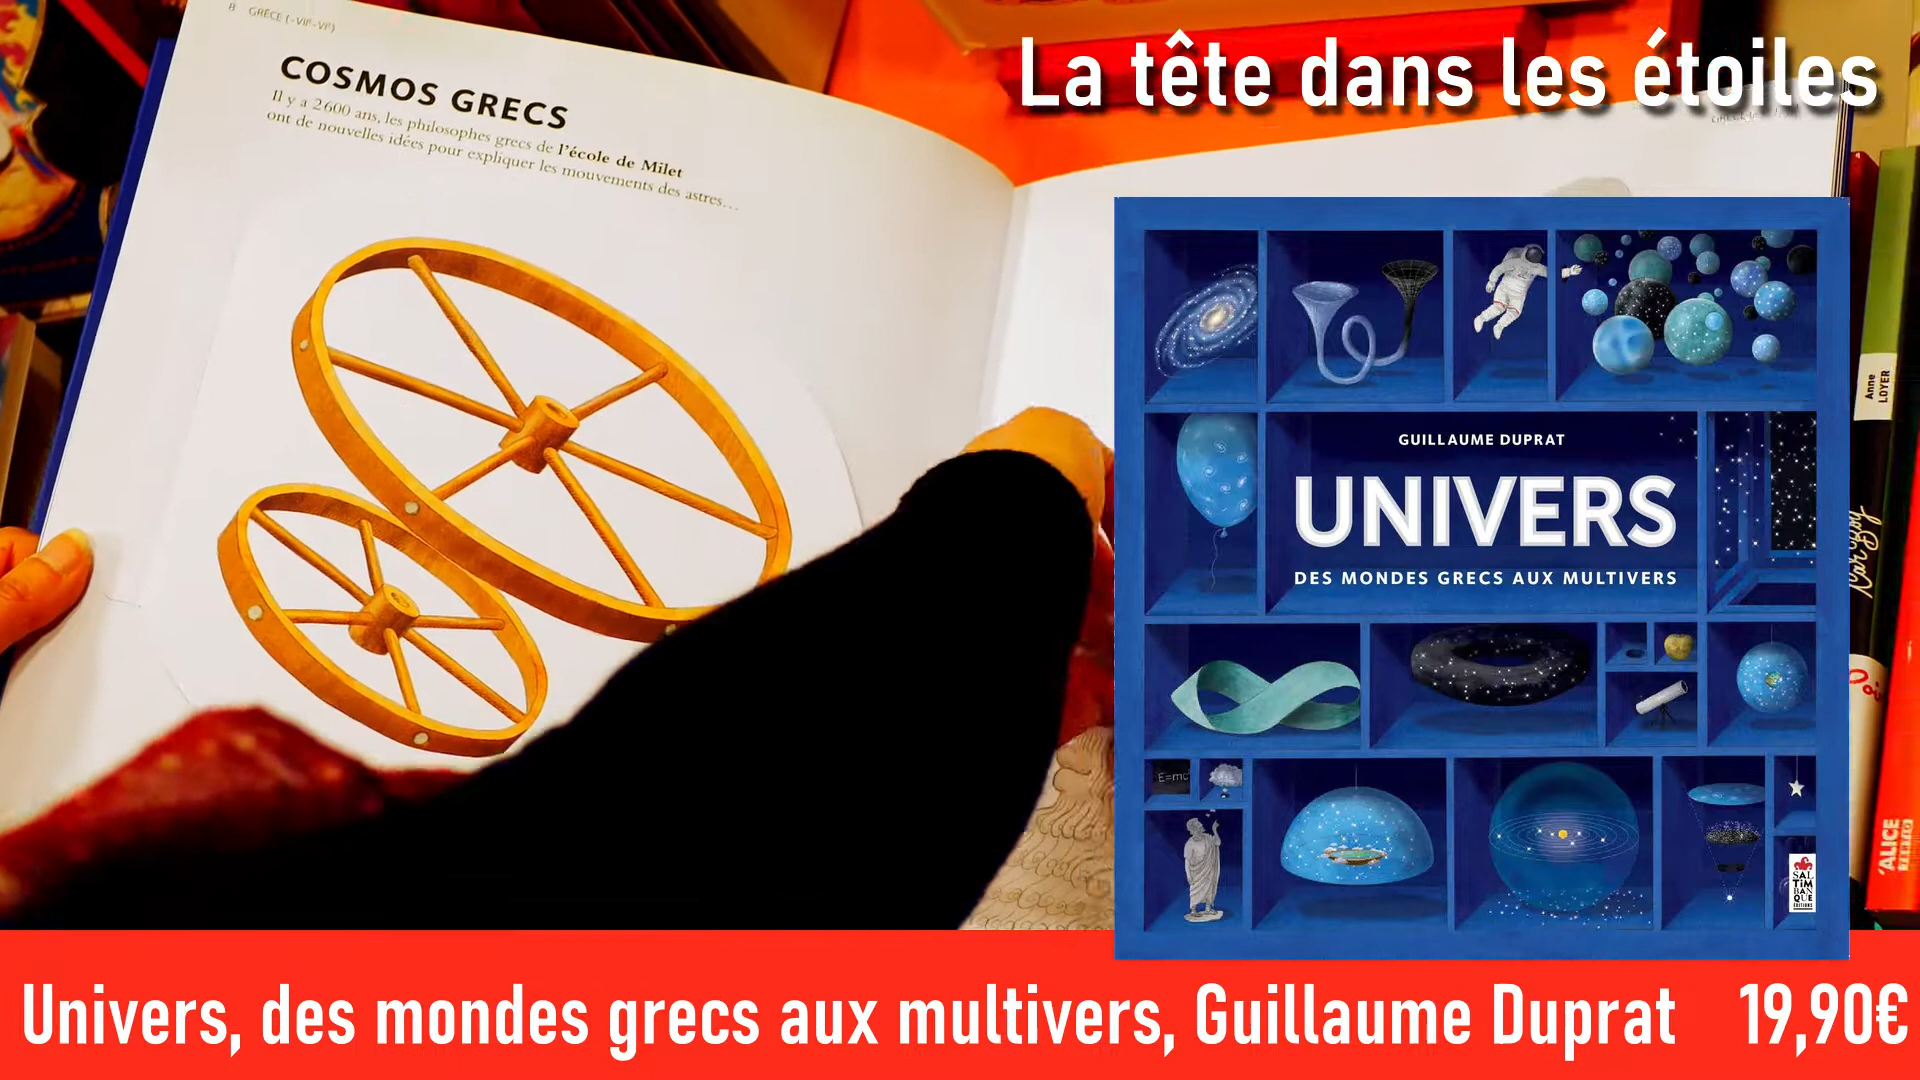 8 GRÈCE (-VIIᵉ-VIᵉ)
COSMOS GRECS
Il y a 2600 ans, les philosophes grecs de l'école de Milet
ont de nouvelles idées pour expliquer les mouvements des astres...
La tête dans les étoiles
GUILLAUME DUPRAT
UNIVERS
DES MONDES GRECS AUX MULTIVERS
E=mc
SAL
TIM
BAN
QUE
ÉDITIONS
Anne
LOYER
ALICE
Univers, des mondes grecs aux multivers, Guillaume Duprat 19,90€